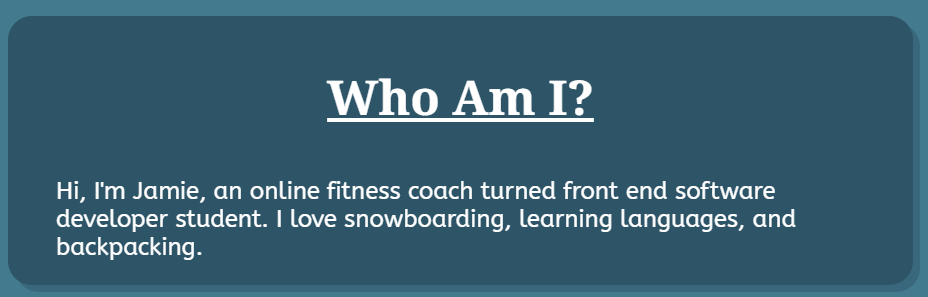 Who Am I?
Hi, I'm Jamie, an online fitness coach turned front end software
developer student. I love snowboarding, learning languages, and
backpacking.